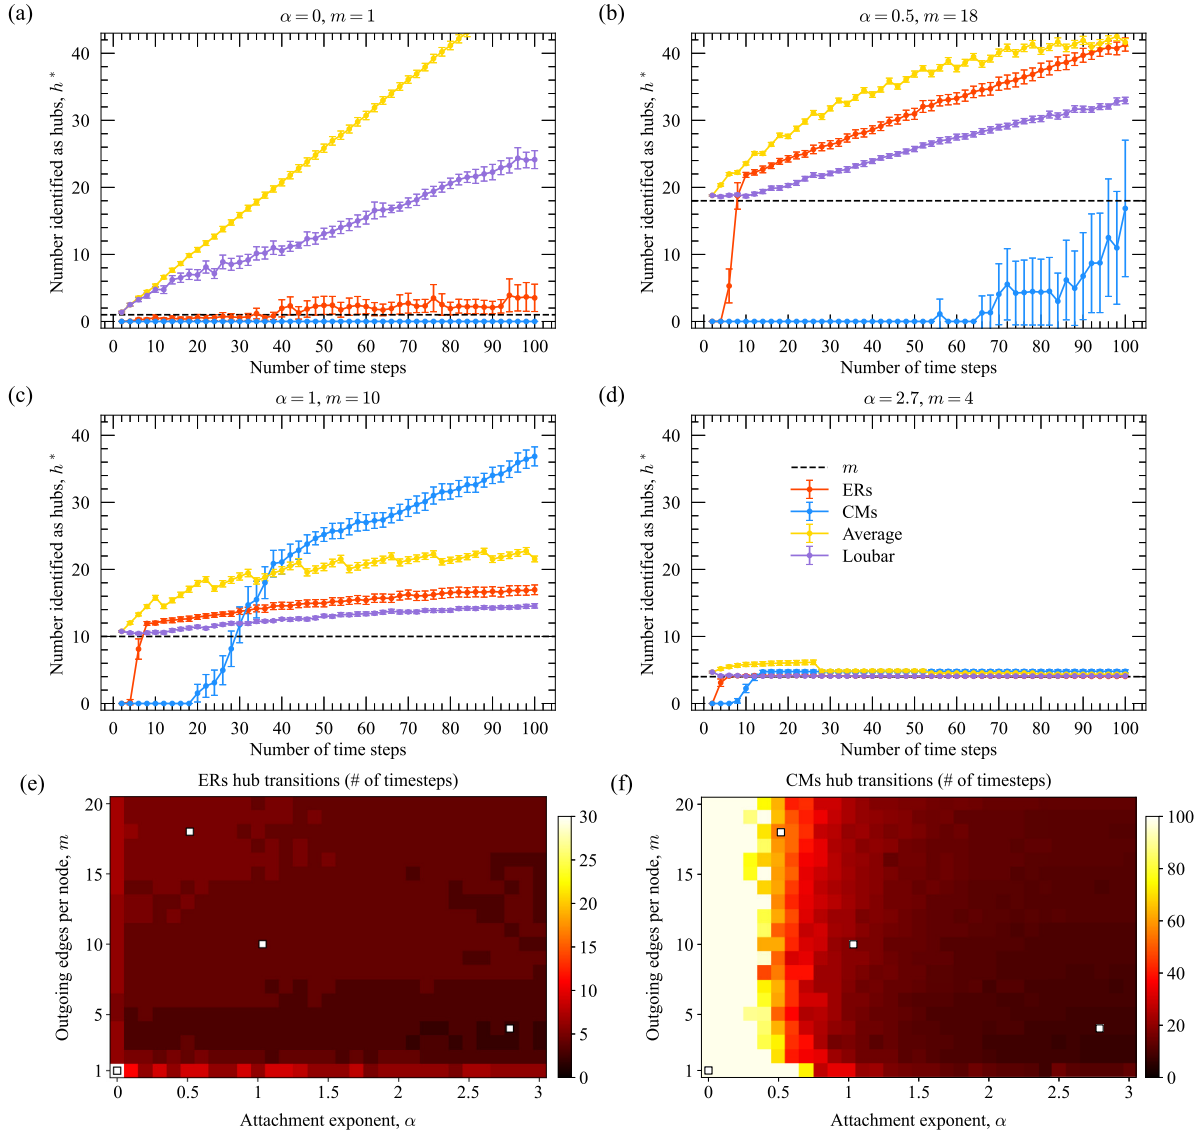 (a)
α = 0, m = 1
Number identified as hubs, h*
40
30
20
10
0
0 10 20 30 40 50 60 70 80 90 100
Number of time steps
(b)
α = 0.5, m = 18
Number identified as hubs, h*
40
30
20
10
0
0 10 20 30 40 50 60 70 80 90 100
Number of time steps
(c)
α = 1, m = 10
Number identified as hubs, h*
40
30
20
10
0
0 10 20 30 40 50 60 70 80 90 100
Number of time steps
(d)
α = 2.7, m = 4
Number identified as hubs, h*
40
30
20
10
0
m
ERs
CMs
Average
Loubar
0 10 20 30 40 50 60 70 80 90 100
Number of time steps
(e)
ERs hub transitions (# of timesteps)
Outgoing edges per node, m
20
15
10
5
1
0 0.5 1 1.5 2 2.5 3
Attachment exponent, α
30
25
20
15
10
5
0
(f)
CMs hub transitions (# of timesteps)
Outgoing edges per node, m
20
15
10
5
1
0 0.5 1 1.5 2 2.5 3
Attachment exponent, α
100
80
60
40
20
0